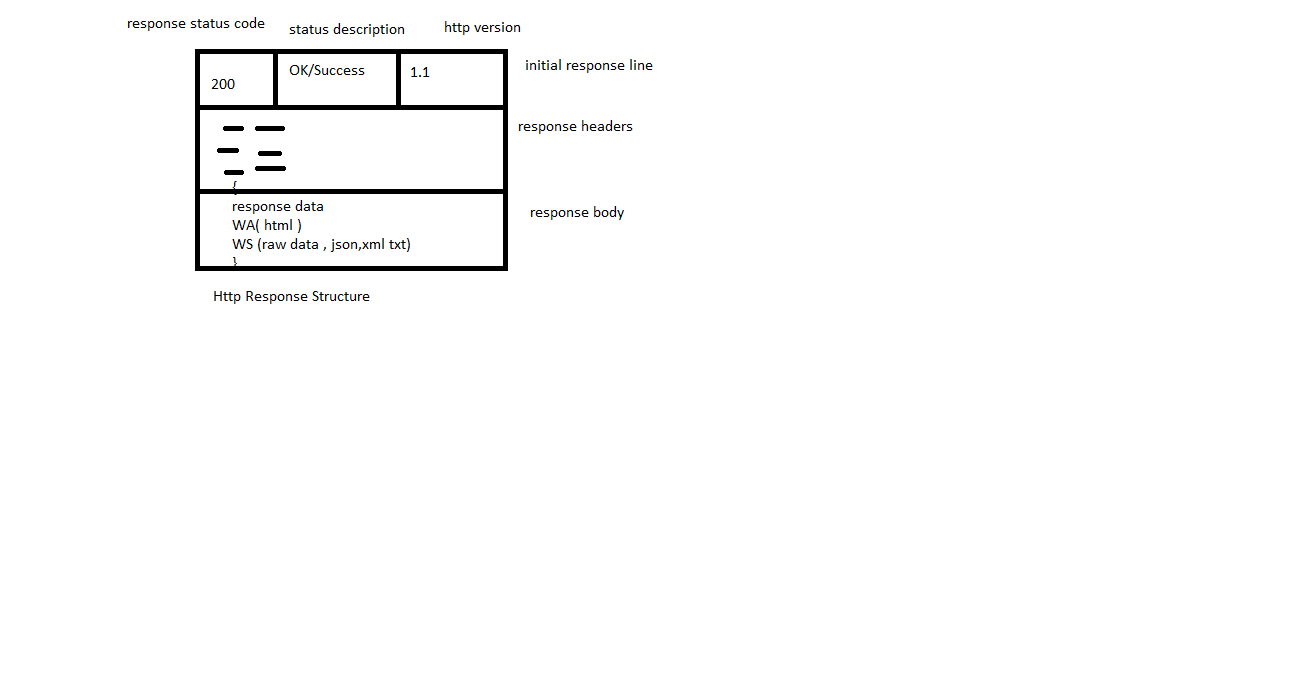 response status code
status description
http version
200
OK/Success
1.1
initial response line
response headers
{
response data
WA( html )
WS (raw data , json,xml txt)
}
response body
Http Response Structure